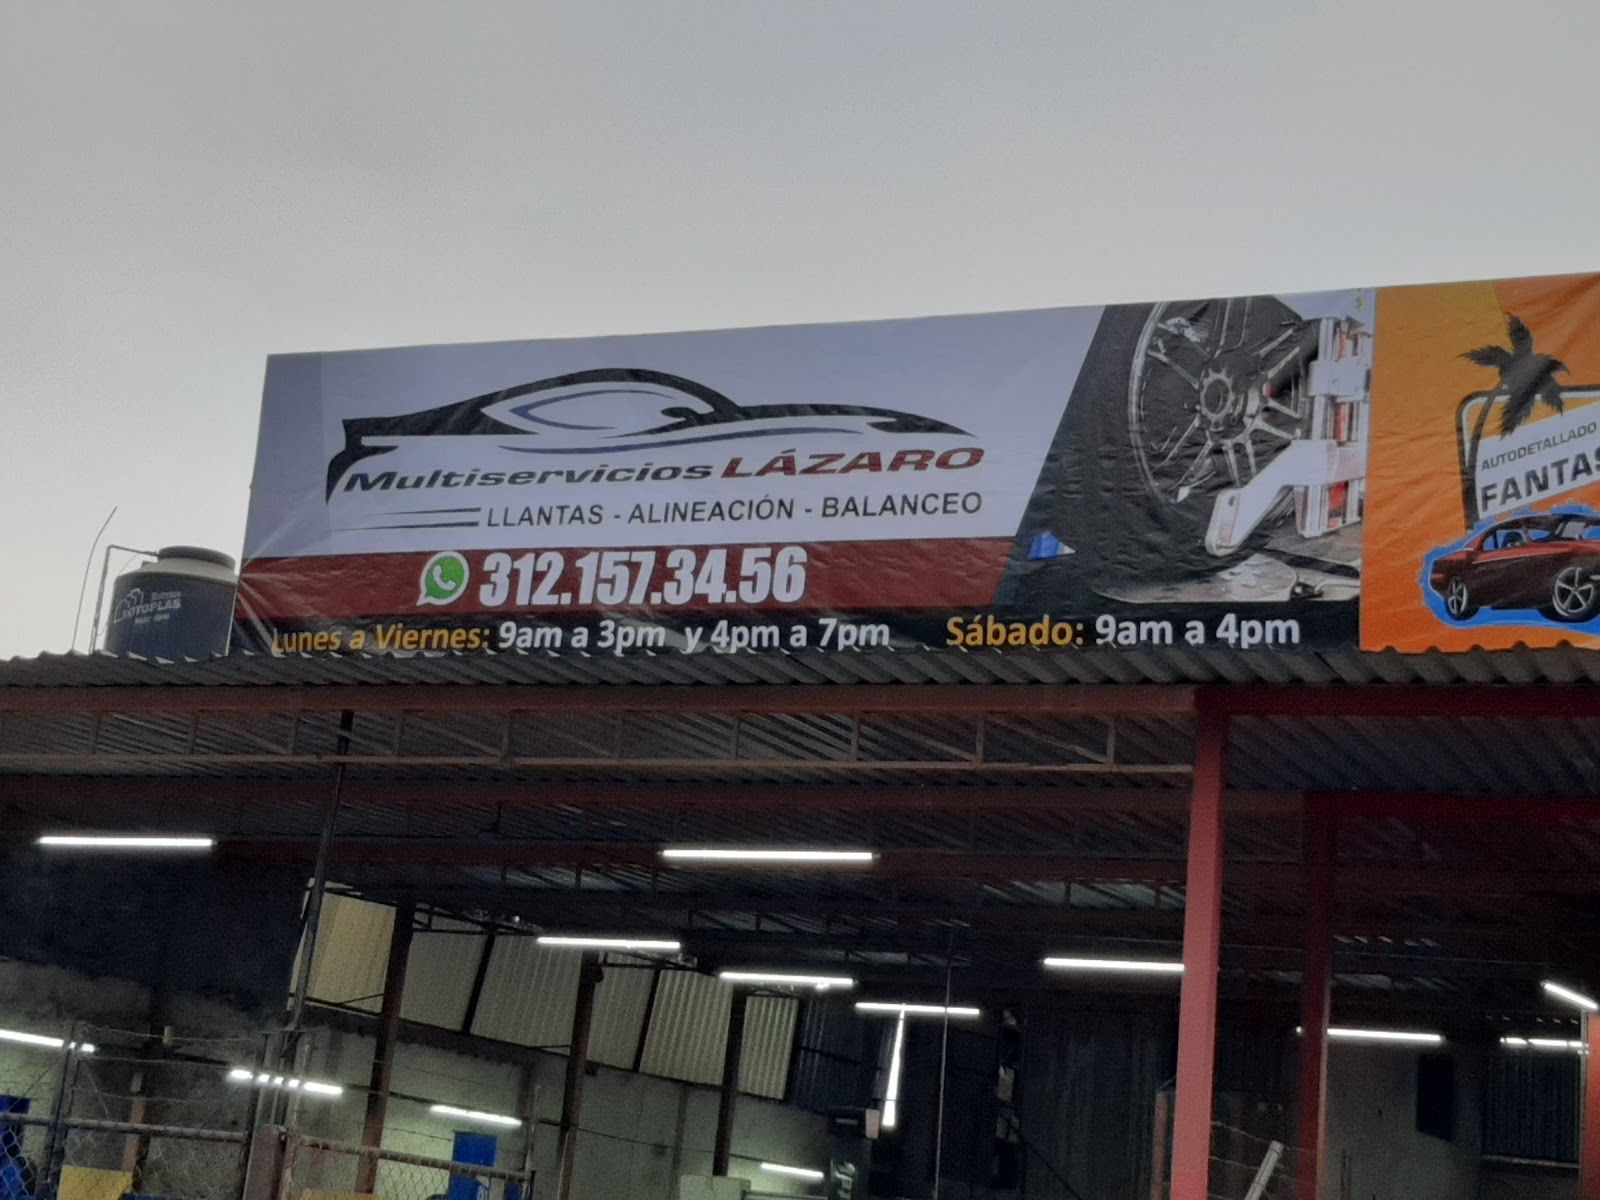 Multiservicios LÁZARO
LLANTAS - ALINEACIÓN - BALANCEO
312.157.34.56
Lunes a Viernes: 9am a 3pm y 4pm a 7pm Sábado: 9am a 4pm
AUTODETALLADO
ROTOPLAS